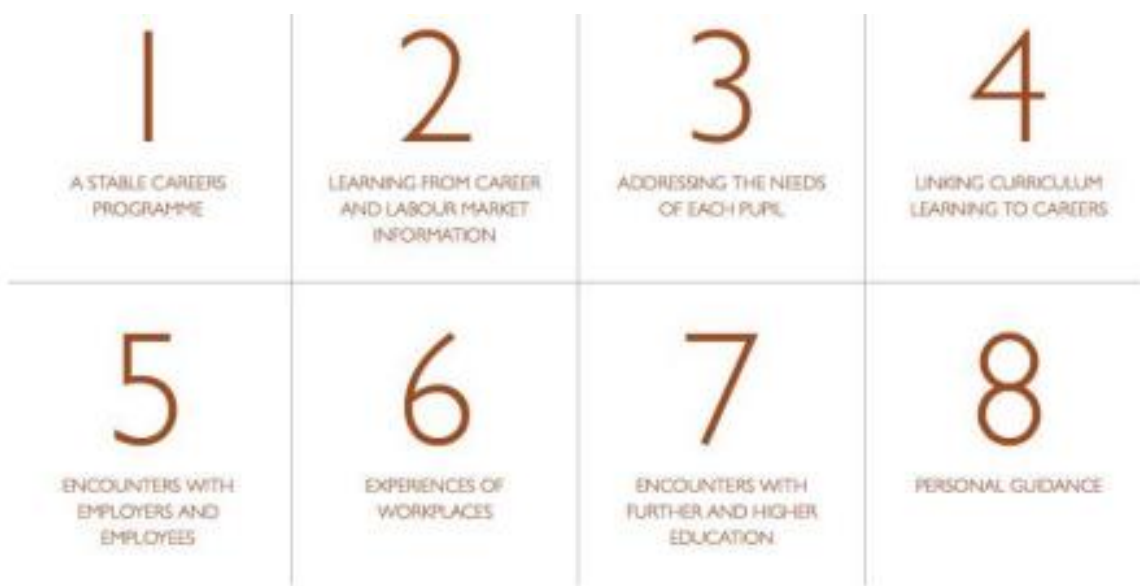 1
A STABLE CAREERS
PROGRAMME
2
LEARNING FROM CAREER
AND LABOUR MARKET
INFORMATION
3
ADDRESSING THE NEEDS
OF EACH PUPIL
4
LINKING CURRICULUM
LEARNING TO CAREERS
5
ENCOUNTERS WITH
EMPLOYERS AND
EMPLOYEES
6
EXPERIENCES OF
WORKPLACES
7
ENCOUNTERS WITH
FURTHER AND HIGHER
EDUCATION
8
PERSONAL GUIDANCE